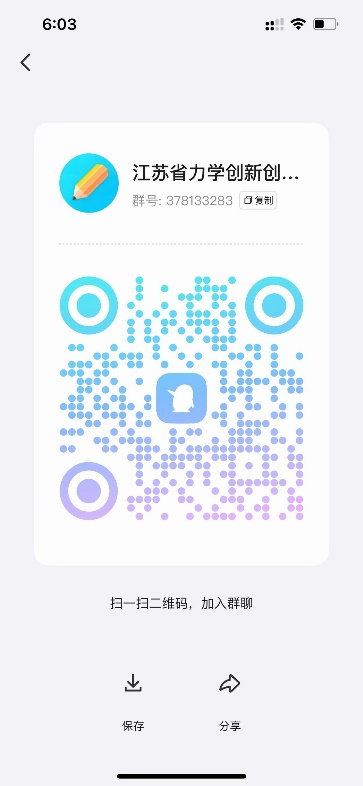 6:03
江苏省力学创新创...
群号: 378133283 复制
扫一扫二维码，加入群聊
保存 分享